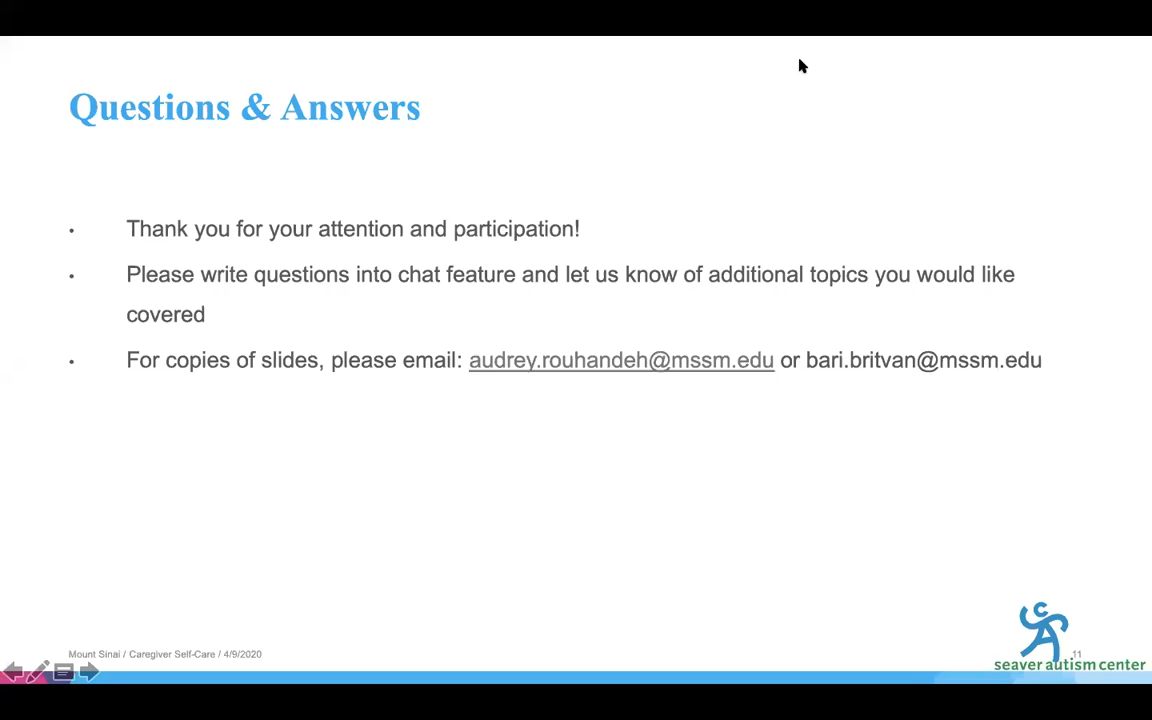 Questions & Answers
• Thank you for your attention and participation!
• Please write questions into chat feature and let us know of additional topics you would like
covered
• For copies of slides, please email: audrey.rouhandeh@mssm.edu or bari.britvan@mssm.edu
Mount Sinai / Caregiver Self-Care / 4/9/2020
11
seaver autism center